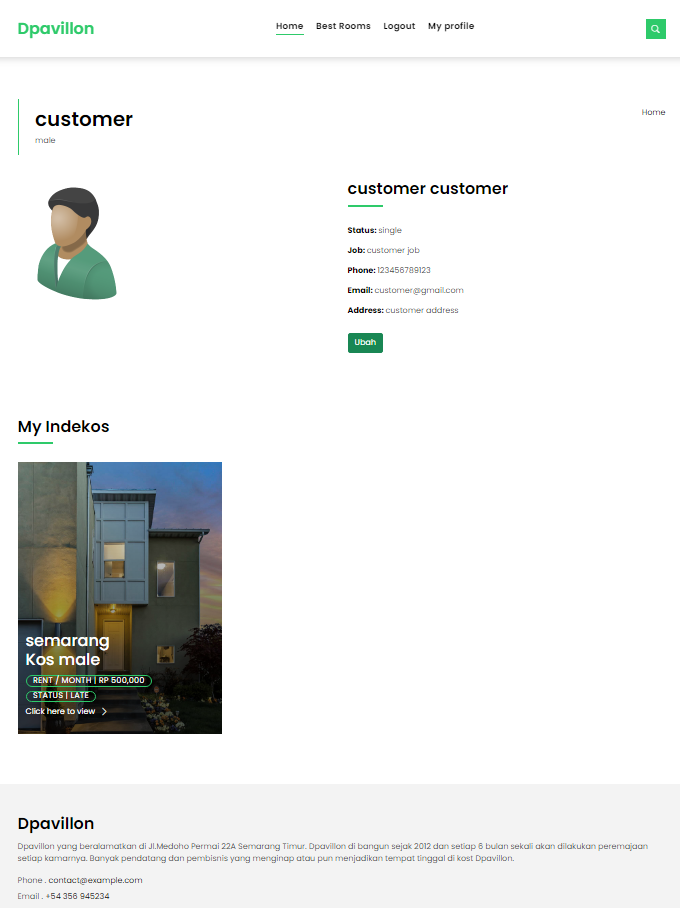 Dpavillon
Home Best Rooms Logout My profile
customer
male
Home
customer customer
Status: single
Job: customer job
Phone: 123456789123
Email: customer@gmail.com
Address: customer address
Ubah
My Indekos
semarang
Kos male
RENT / MONTH | RP 500,000
STATUS | LATE
Click here to view
Dpavillon
Dpavillon yang beralamatkan di Jl.Medoho Permai 22A Semarang Timur. Dpavillon di bangun sejak 2012 dan setiap 6 bulan sekali akan dilakukan peremajaan
setiap kamarnya. Banyak pendatang dan pembisnis yang menginap atau pun menjadikan tempat tinggal di kost Dpavillon.
Phone . contact@example.com
Email . +54 356 945234